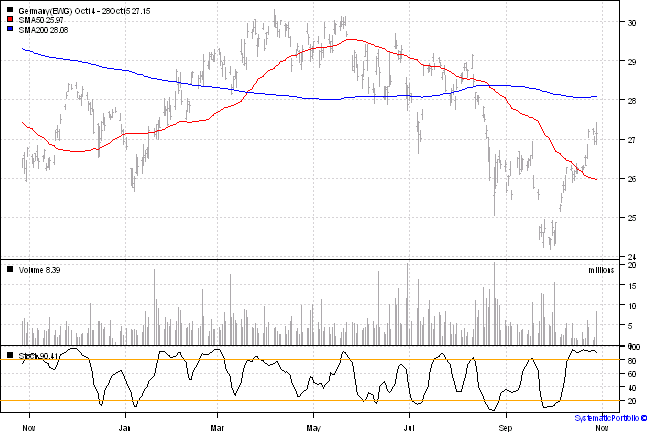 Germany(EWG) Oct14 - 28Oct15 27.15
SMA50 25.97
SMA200 28.08
30
29
28
27
26
25
24
Volume 8.39
millions
20
15
10
5
0
Stoch 90.41
100
80
60
40
20
Nov Jan Mar May Jul Sep Nov
SystematicPortfolio ©